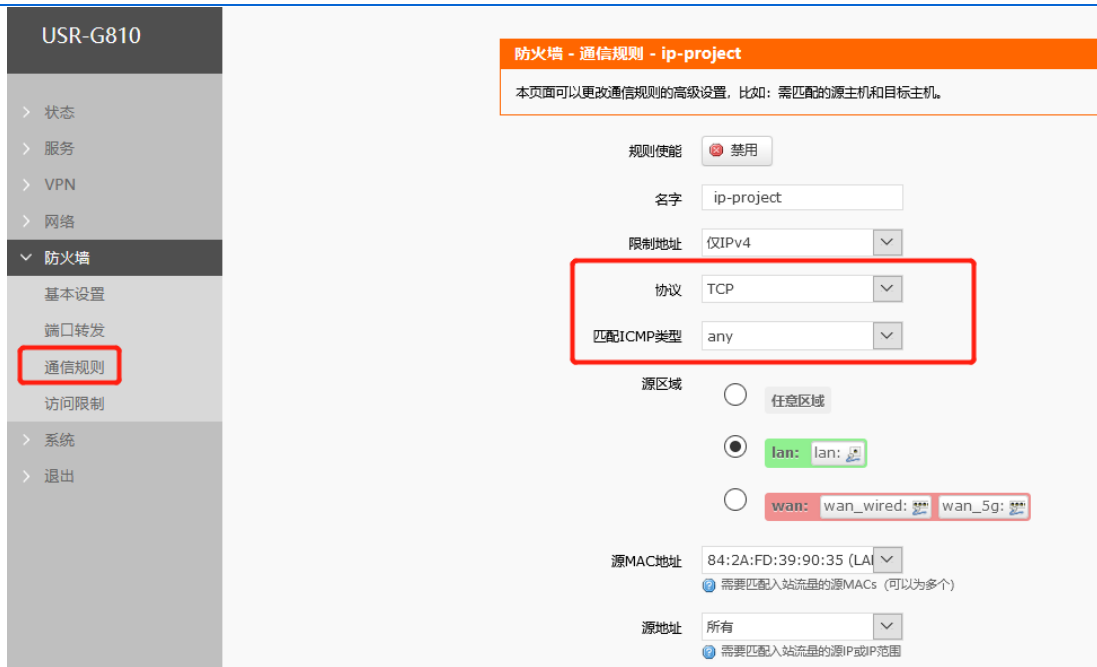 USR-G810
状态
服务
VPN
网络
防火墙
基本设置
端口转发
通信规则
访问限制
系统
退出
防火墙 - 通信规则 - ip-project
本页面可以更改通信规则的高级设置，比如：需匹配的源主机和目标主机。
规则使能 禁用
名字 ip-project
限制地址 仅IPv4
协议 TCP
匹配ICMP类型 any
源区域 任意区域
lan: lan:
wan: wan_wired: wan_5g:
源MAC地址 84:2A:FD:39:90:35 (LA
需要匹配入站流量的源MACs（可以为多个）
源地址 所有
需要匹配入站流量的源IP或IP范围